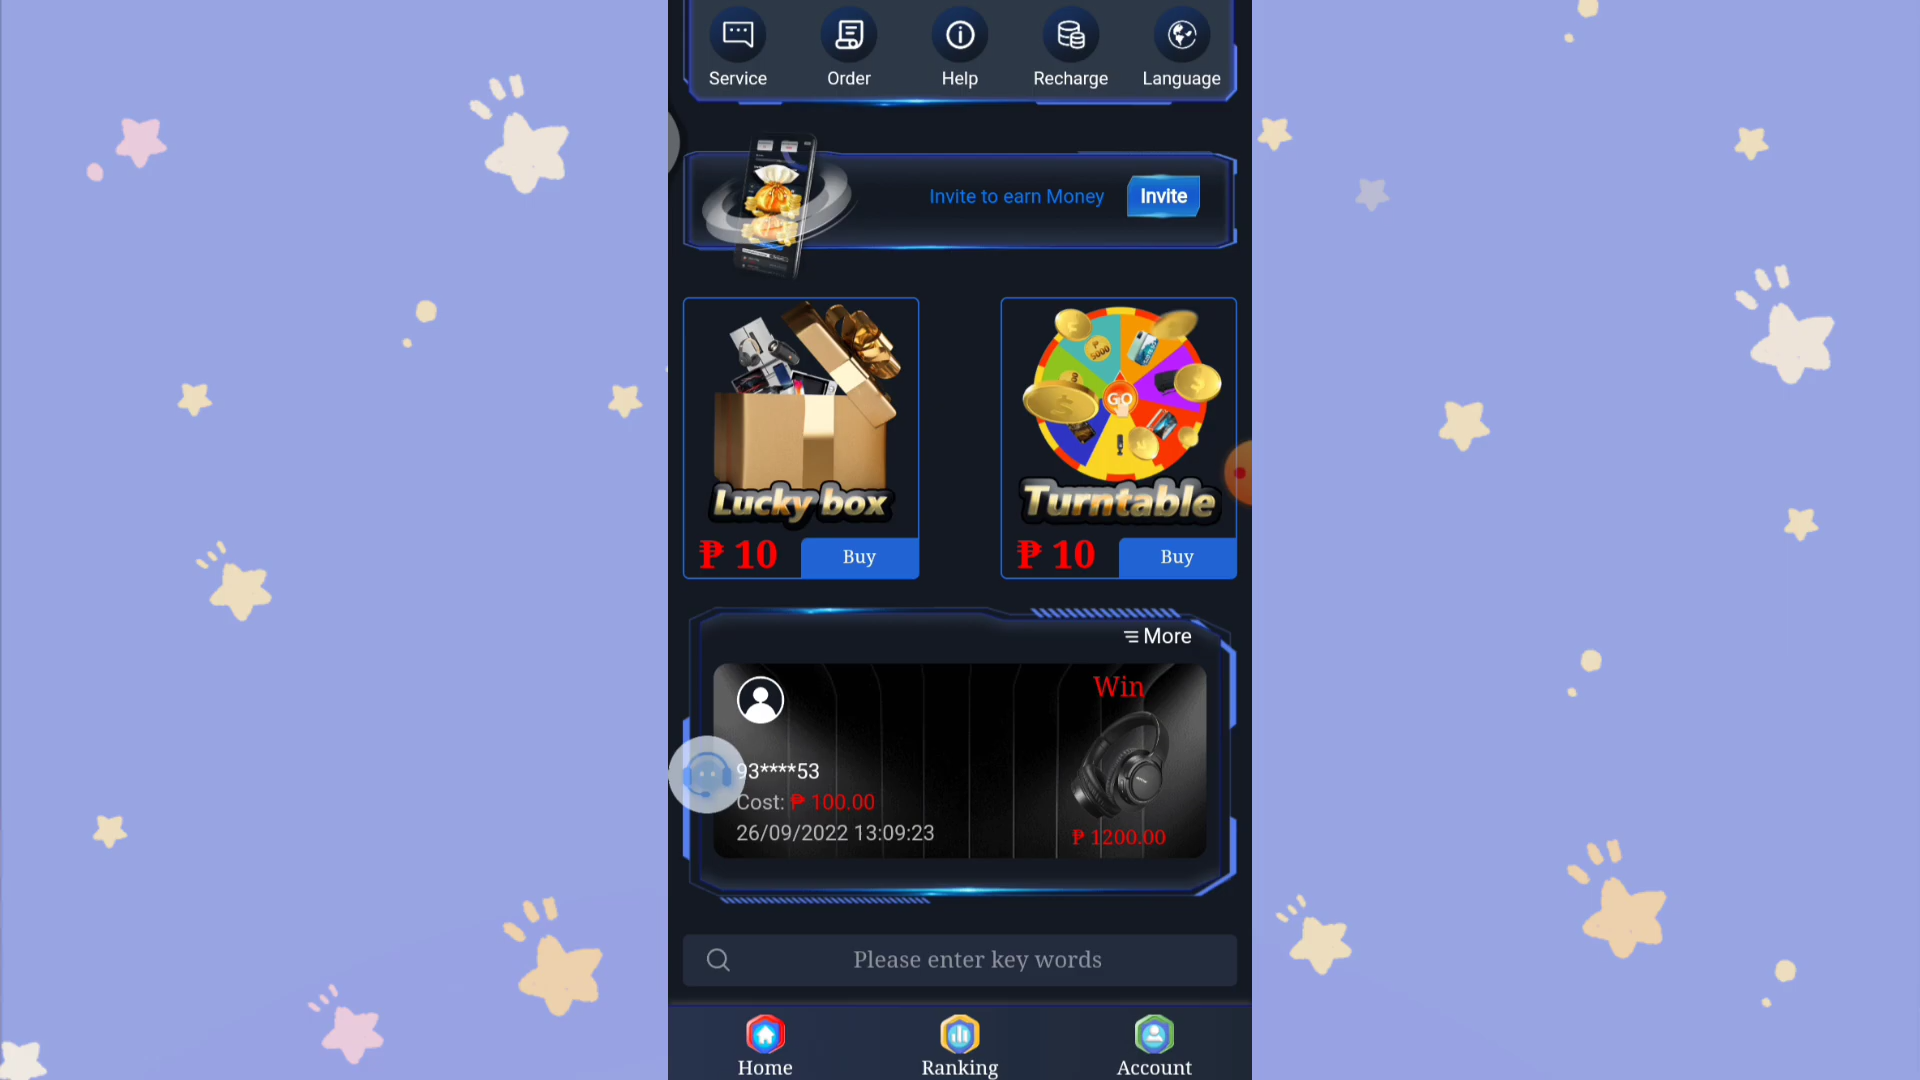 Service
Order
Help
Recharge
Language
Invite to earn Money
Invite
GO
Lucky box
Turntable
₱ 10
Buy
₱ 10
Buy
More
Win
93****53
Cost: ₱ 100.00
26/09/2022 13:09:23
₱ 1200.00
Please enter key words
Home
Ranking
Account